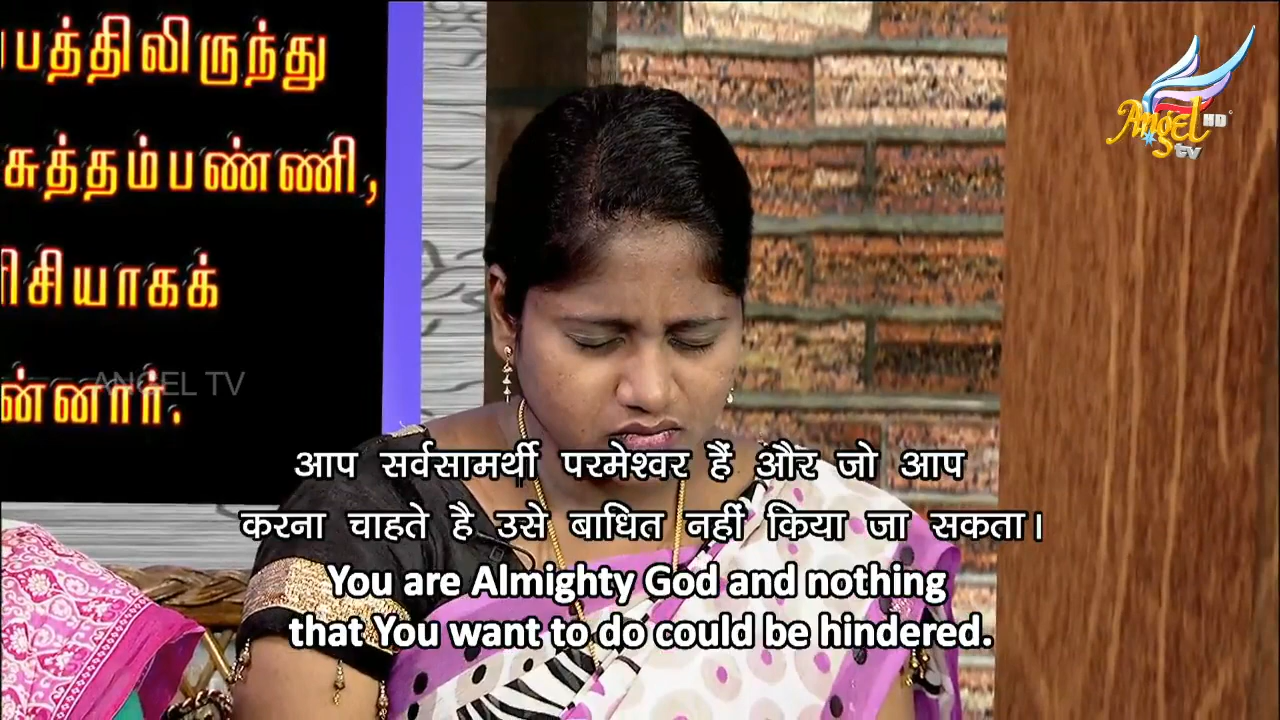 பத்திலிருந்து
சுத்தம்பண்ணி,
சியாகக்
ANGEL TV
ன்னார்.
Angel HD
tv
आप सर्वसामर्थी परमेश्वर हैं और जो आप
करना चाहते है उसे बाधित नहीं किया जा सकता।
You are Almighty God and nothing
that You want to do could be hindered.